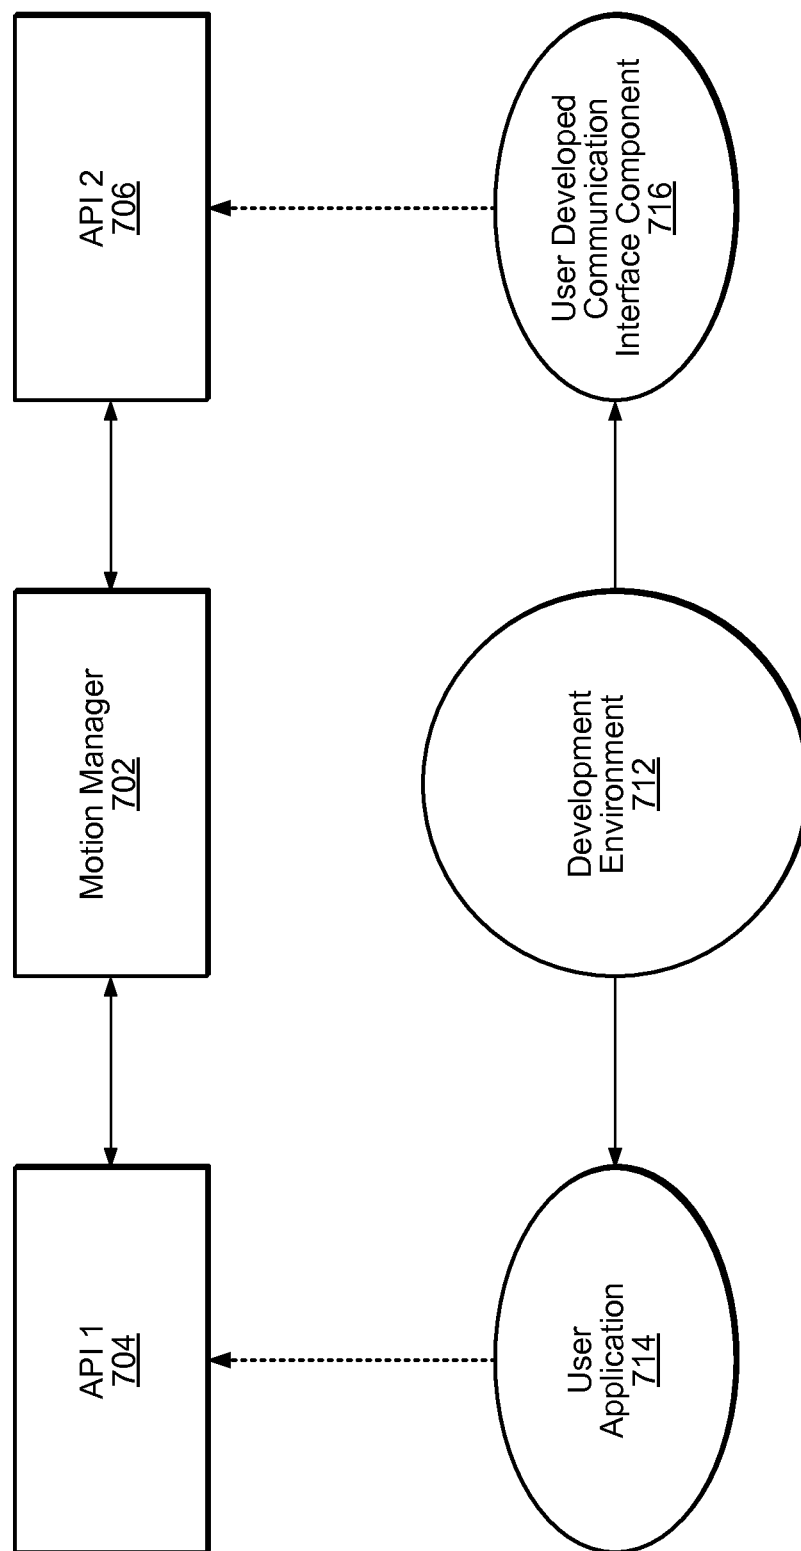 API 1
704
Motion Manager
702
API 2
706
User
Application
714
Development
Environment
712
User Developed
Communication
Interface Component
716